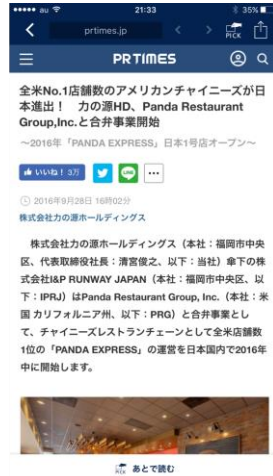 au 21:33 35%
prtimes.jp PICK
PRTIMES
全米No.1店舗数のアメリカンチャイニーズが日
本進出！ 力の源HD、Panda Restaurant
Group,Inc.と合弁事業開始
〜2016年「PANDA EXPRESS」日本1号店オープン〜
いいね！ 3万 LINE
2016年9月28日 16時02分
株式会社力の源ホールディングス
株式会社力の源ホールディングス（本社：福岡市中央
区、代表取締役社長：清宮俊之、以下：当社）傘下の株
式会社I&P RUNWAY JAPAN（本社：福岡市中央区、以
下：IPRJ）はPanda Restaurant Group, Inc.（本社：米
国 カリフォルニア州、以下：PRG）と合弁事業とし
て、チャイニーズレストランチェーンとして全米店舗数
1位の「PANDA EXPRESS」の運営を日本国内で2016年
中に開始します。
PICK あとで読む